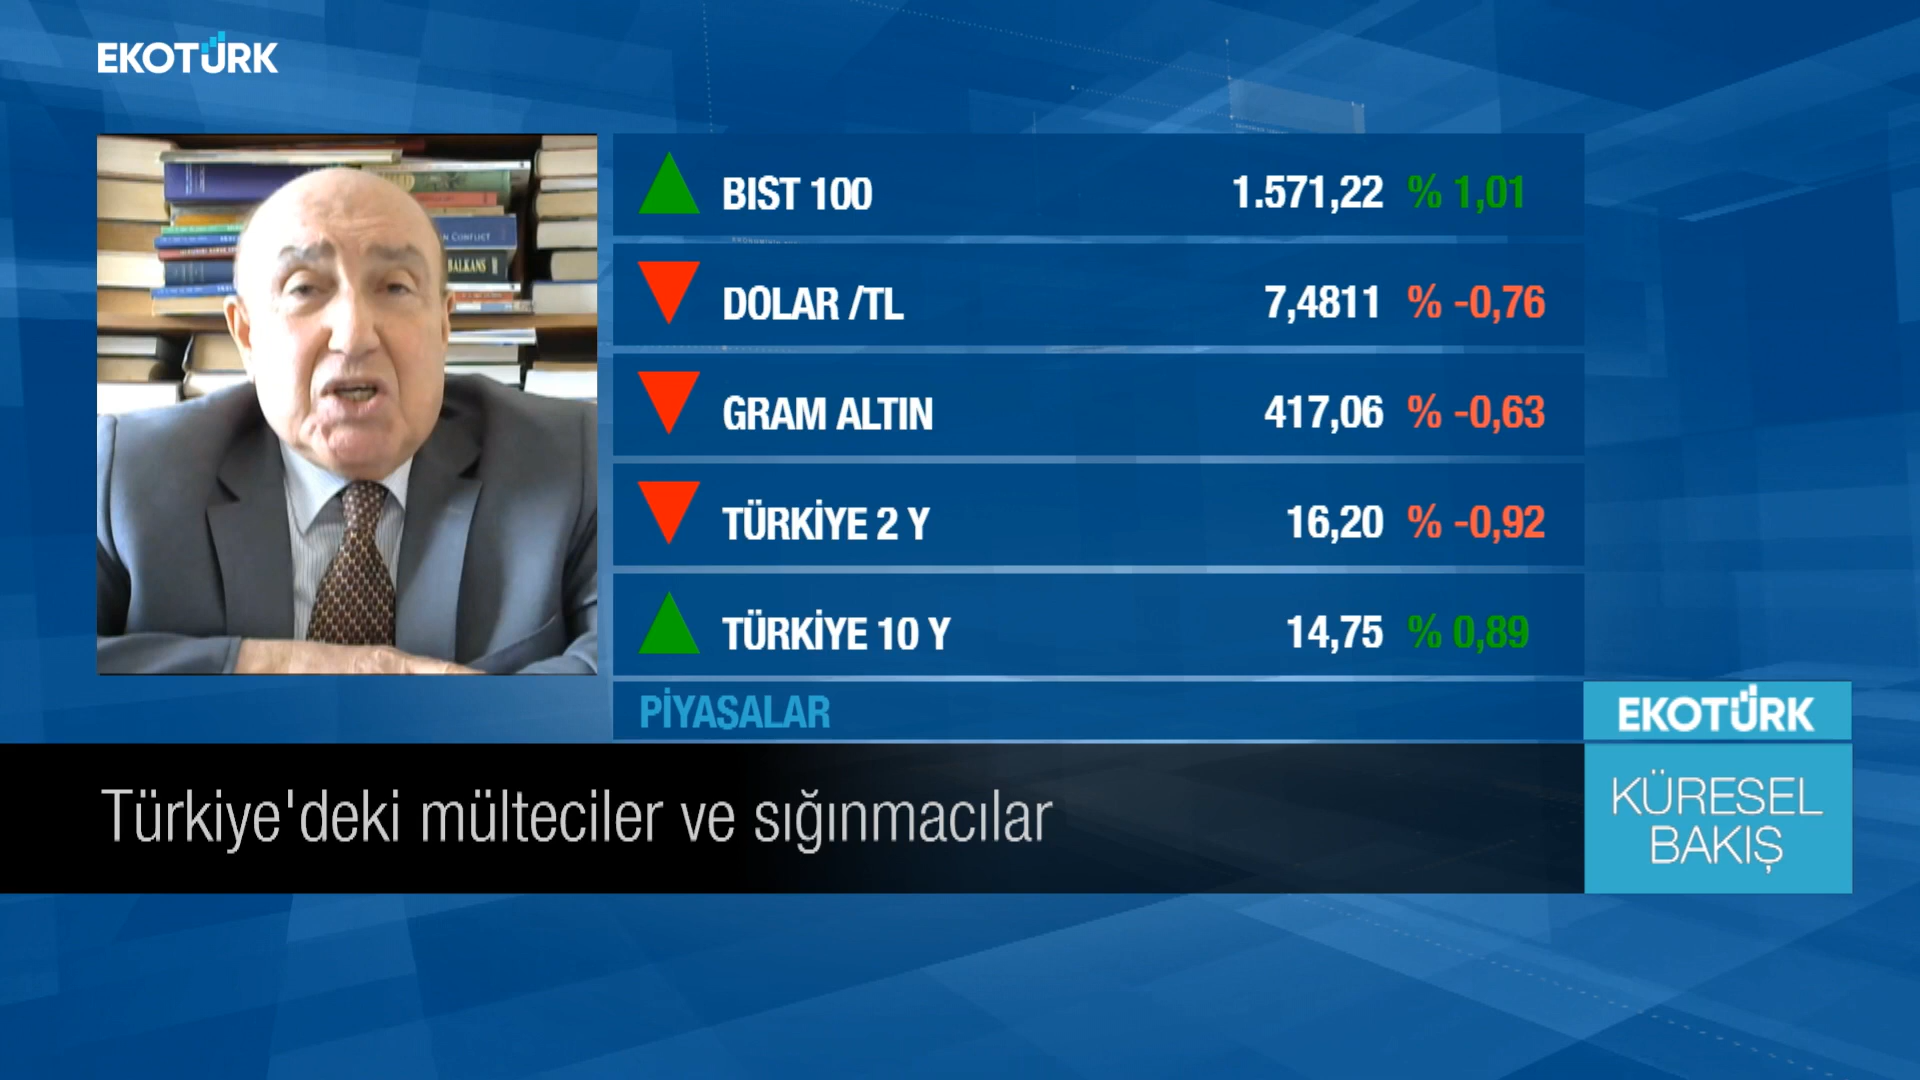 EKOTÜRK
N CONFLICT
BALKANS
BIST 100 1.571,22 % 1,01
DOLAR /TL 7,4811 % -0,76
GRAM ALTIN 417,06 % -0,63
TÜRKİYE 2 Y 16,20 % -0,92
TÜRKİYE 10 Y 14,75 % 0,89
PİYASALAR
EKOTÜRK
Türkiye'deki mülteciler ve sığınmacılar
KÜRESEL
BAKIŞ